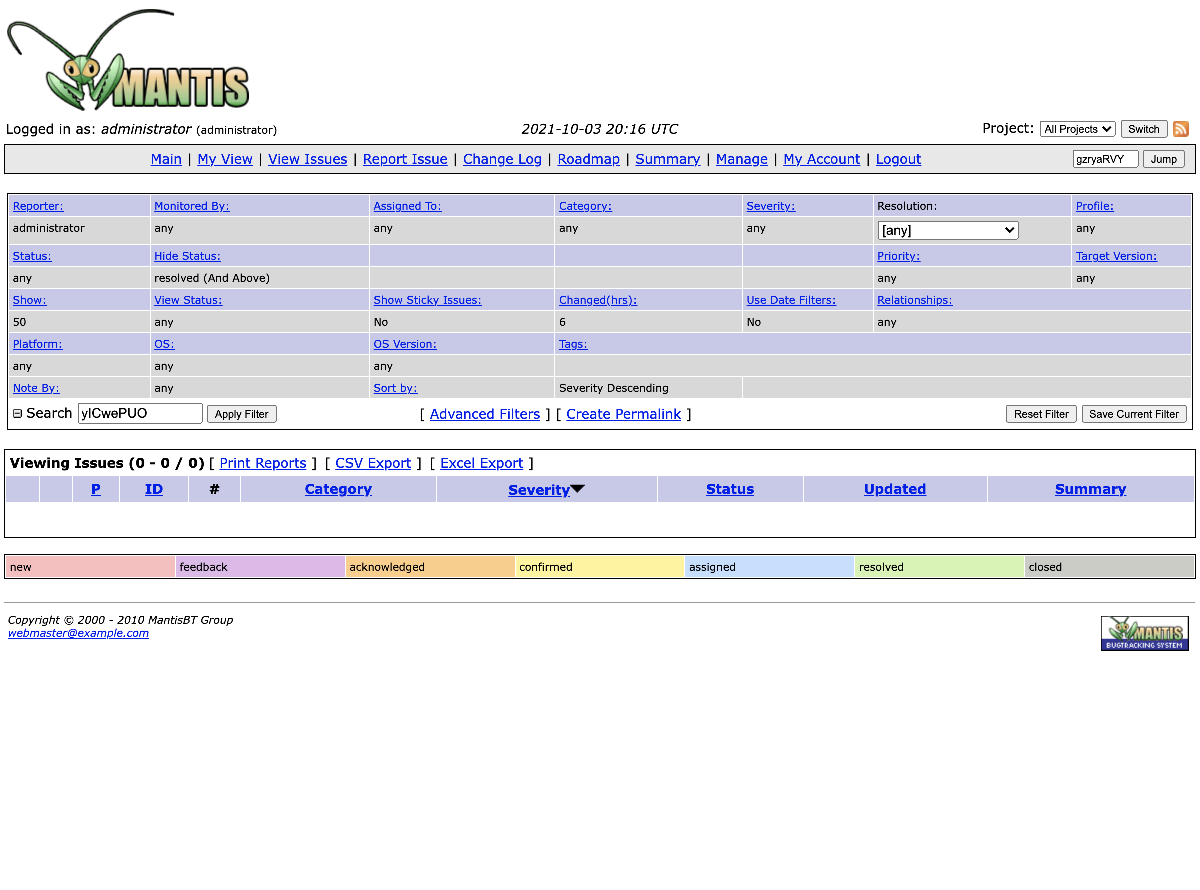 MANTIS
Logged in as: administrator (administrator) 2021-10-03 20:16 UTC Project: All Projects Switch
Main | My View | View Issues | Report Issue | Change Log | Roadmap | Summary | Manage | My Account | Logout gzryaRVY Jump
Reporter: Monitored By: Assigned To: Category: Severity: Resolution: Profile:
administrator any any any any [any] any
Status: Hide Status: Priority: Target Version:
any resolved (And Above) any any
Show: View Status: Show Sticky Issues: Changed(hrs): Use Date Filters: Relationships:
50 any No 6 No any
Platform: OS: OS Version: Tags:
any any any
Note By: any Sort by: Severity Descending
Search ylCwePUO Apply Filter [ Advanced Filters ] [ Create Permalink ] Reset Filter Save Current Filter
Viewing Issues (0 - 0 / 0) [ Print Reports ] [ CSV Export ] [ Excel Export ]
P ID # Category Severity Status Updated Summary
new feedback acknowledged confirmed assigned resolved closed
Copyright © 2000 - 2010 MantisBT Group
webmaster@example.com
MANTIS
BUGTRACKING SYSTEM